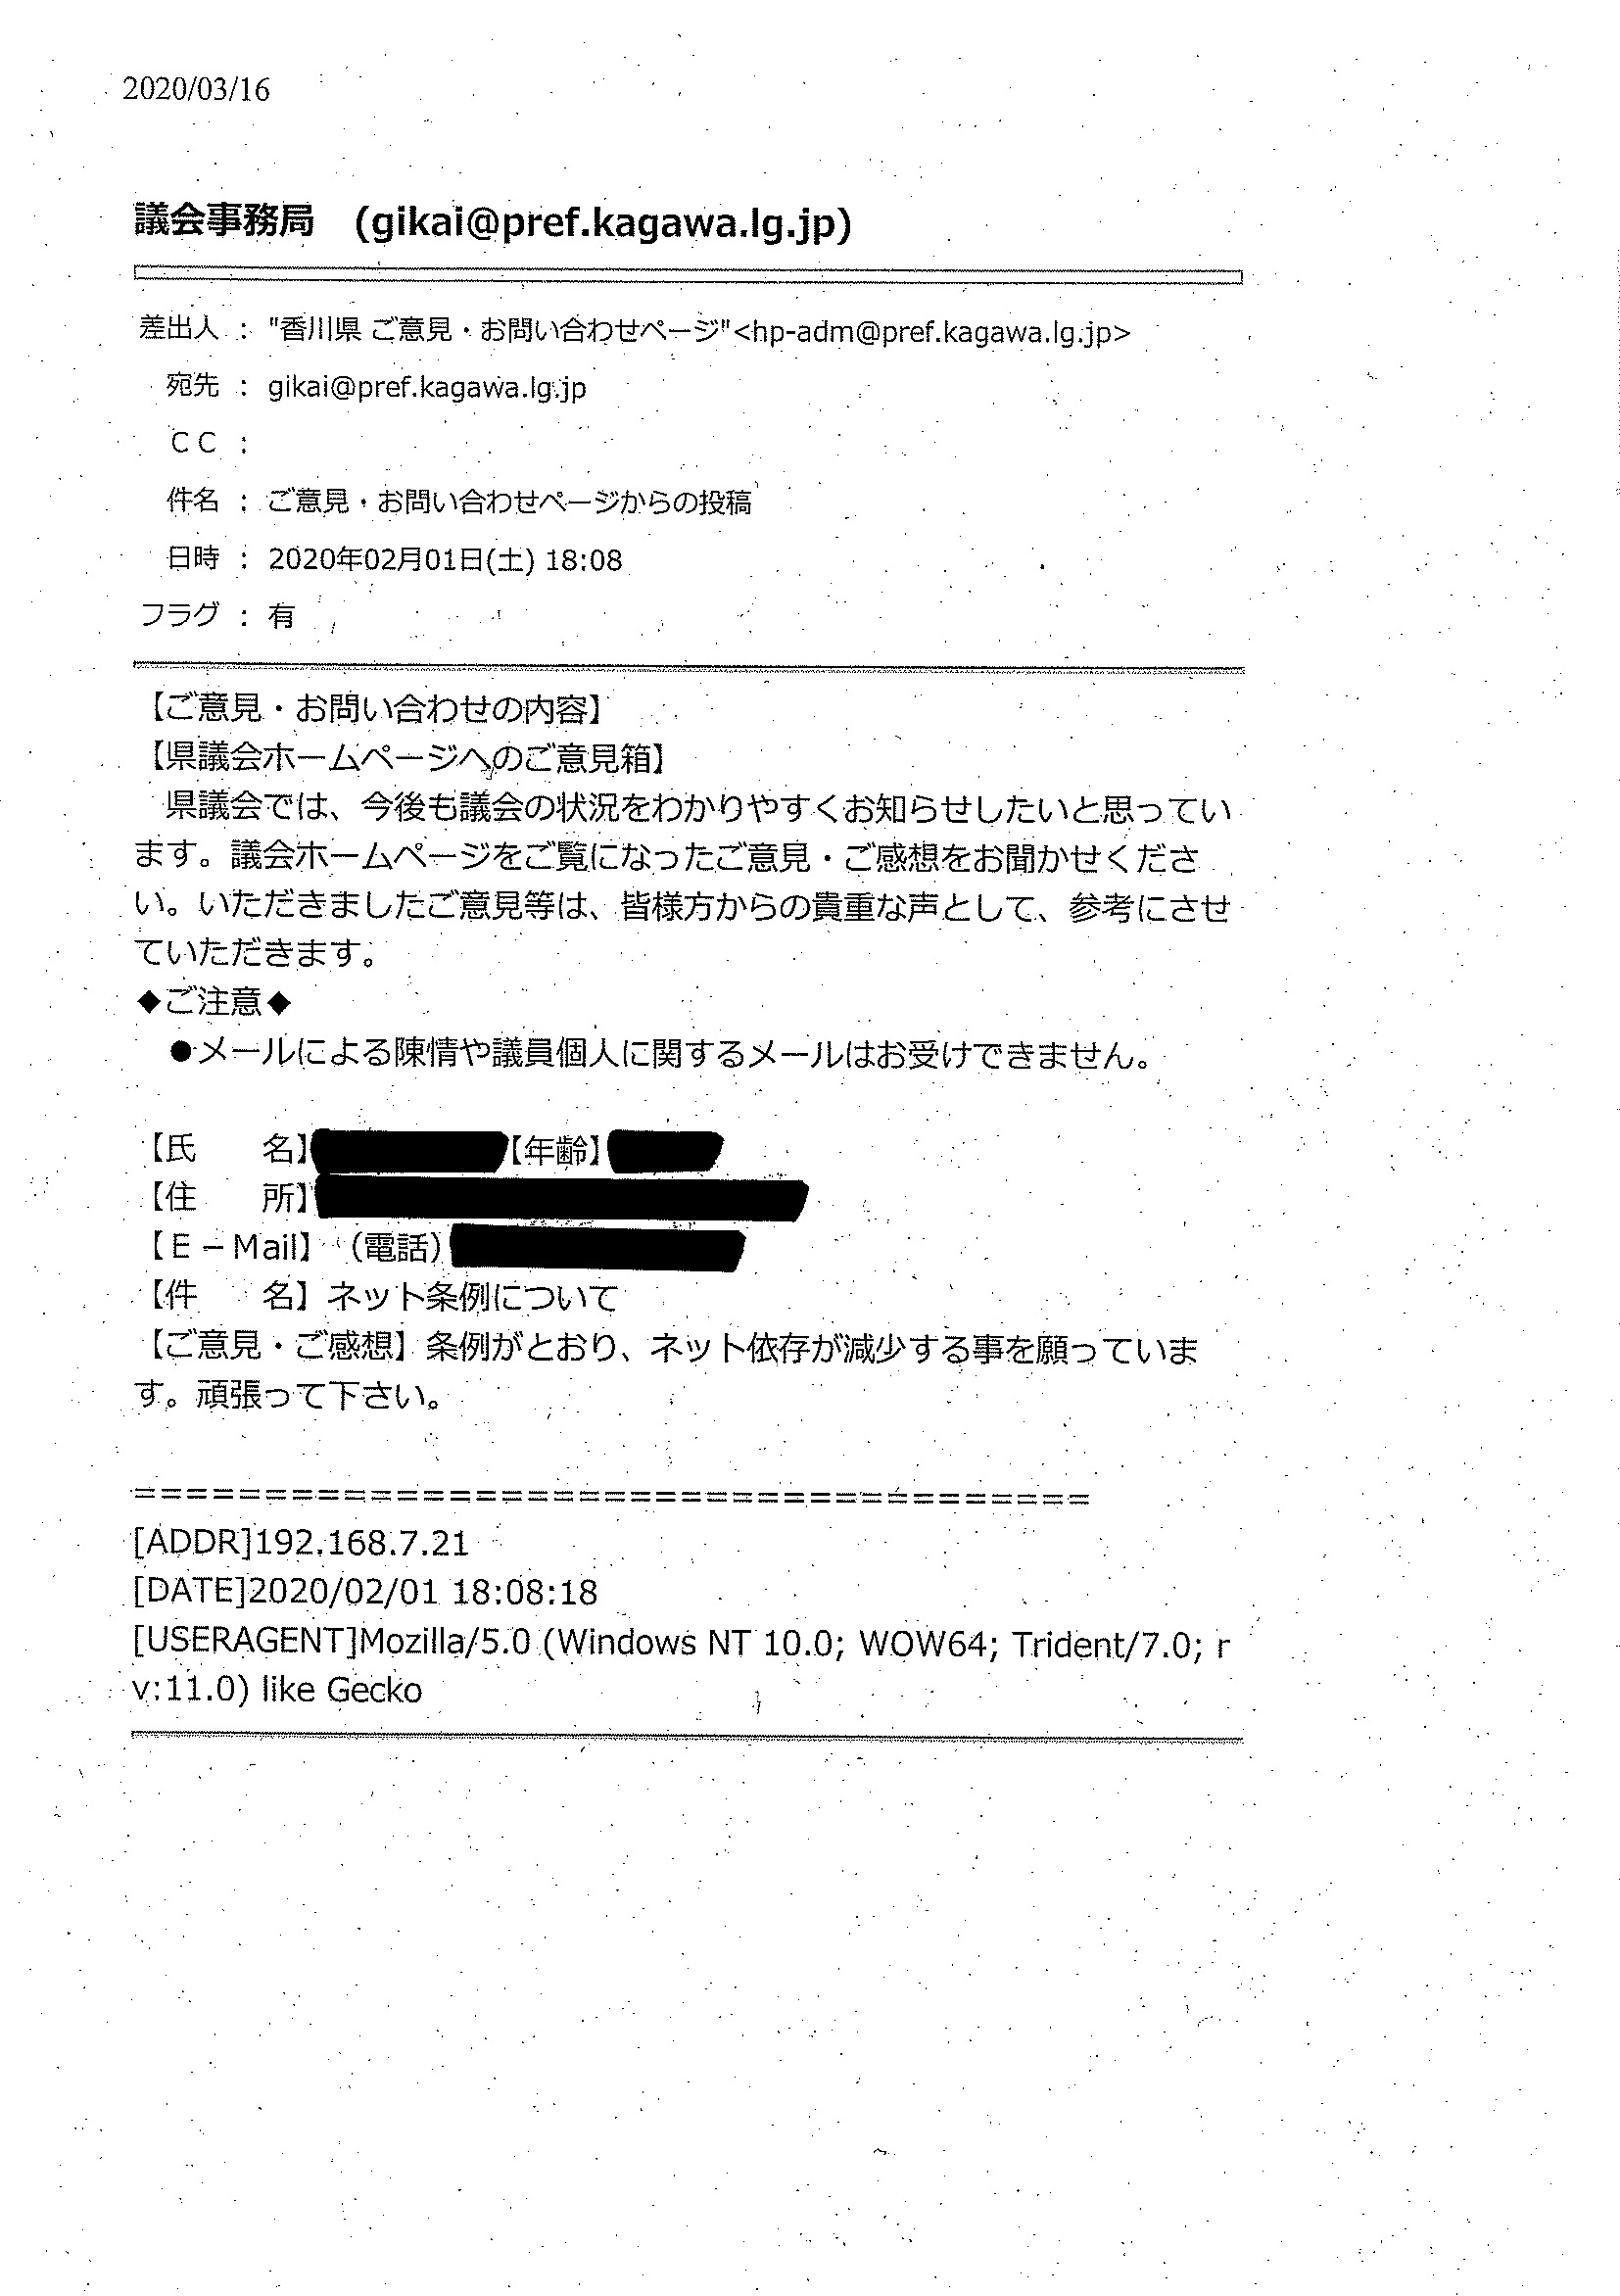 2020/03/16
議会事務局　(gikai@pref.kagawa.lg.jp)
差出人 ： "香川県 ご意見・お問い合わせページ"<hp-adm@pref.kagawa.lg.jp>
宛先 ： gikai@pref.kagawa.lg.jp
ＣＣ ：
件名 ： ご意見・お問い合わせページからの投稿
日時 ： 2020年02月01日(土) 18:08
フラグ ： 有
【ご意見・お問い合わせの内容】
【県議会ホームページへのご意見箱】
　県議会では、今後も議会の状況をわかりやすくお知らせしたいと思ってい
ます。議会ホームページをご覧になったご意見・ご感想をお聞かせくださ
い。いただきましたご意見等は、皆様方からの貴重な声として、参考にさせ
ていただきます。
◆ご注意◆
　●メールによる陳情や議員個人に関するメールはお受けできません。
【氏　　名】【年齢】
【住　　所】
【Ｅ－Mail】（電話）
【件　　名】ネット条例について
【ご意見・ご感想】条例がとおり、ネット依存が減少する事を願っていま
す。頑張って下さい。
=====================================
[ADDR]192.168.7.21
[DATE]2020/02/01 18:08:18
[USERAGENT]Mozilla/5.0 (Windows NT 10.0; WOW64; Trident/7.0; r
v:11.0) like Gecko